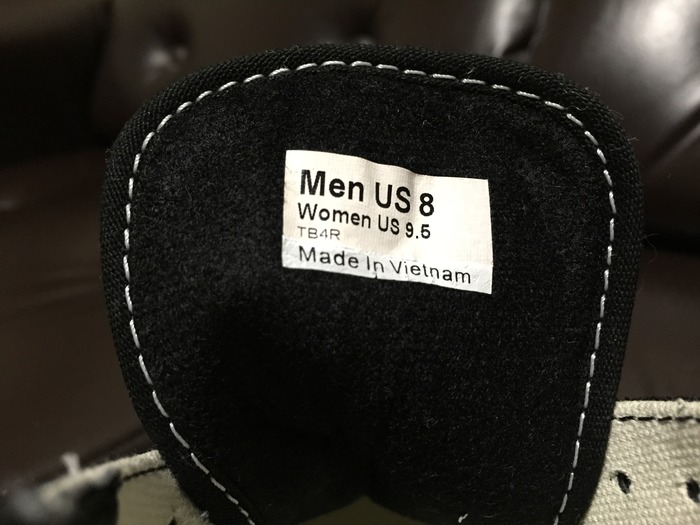 Men US 8
Women US 9.5
TB4R
Made In Vietnam